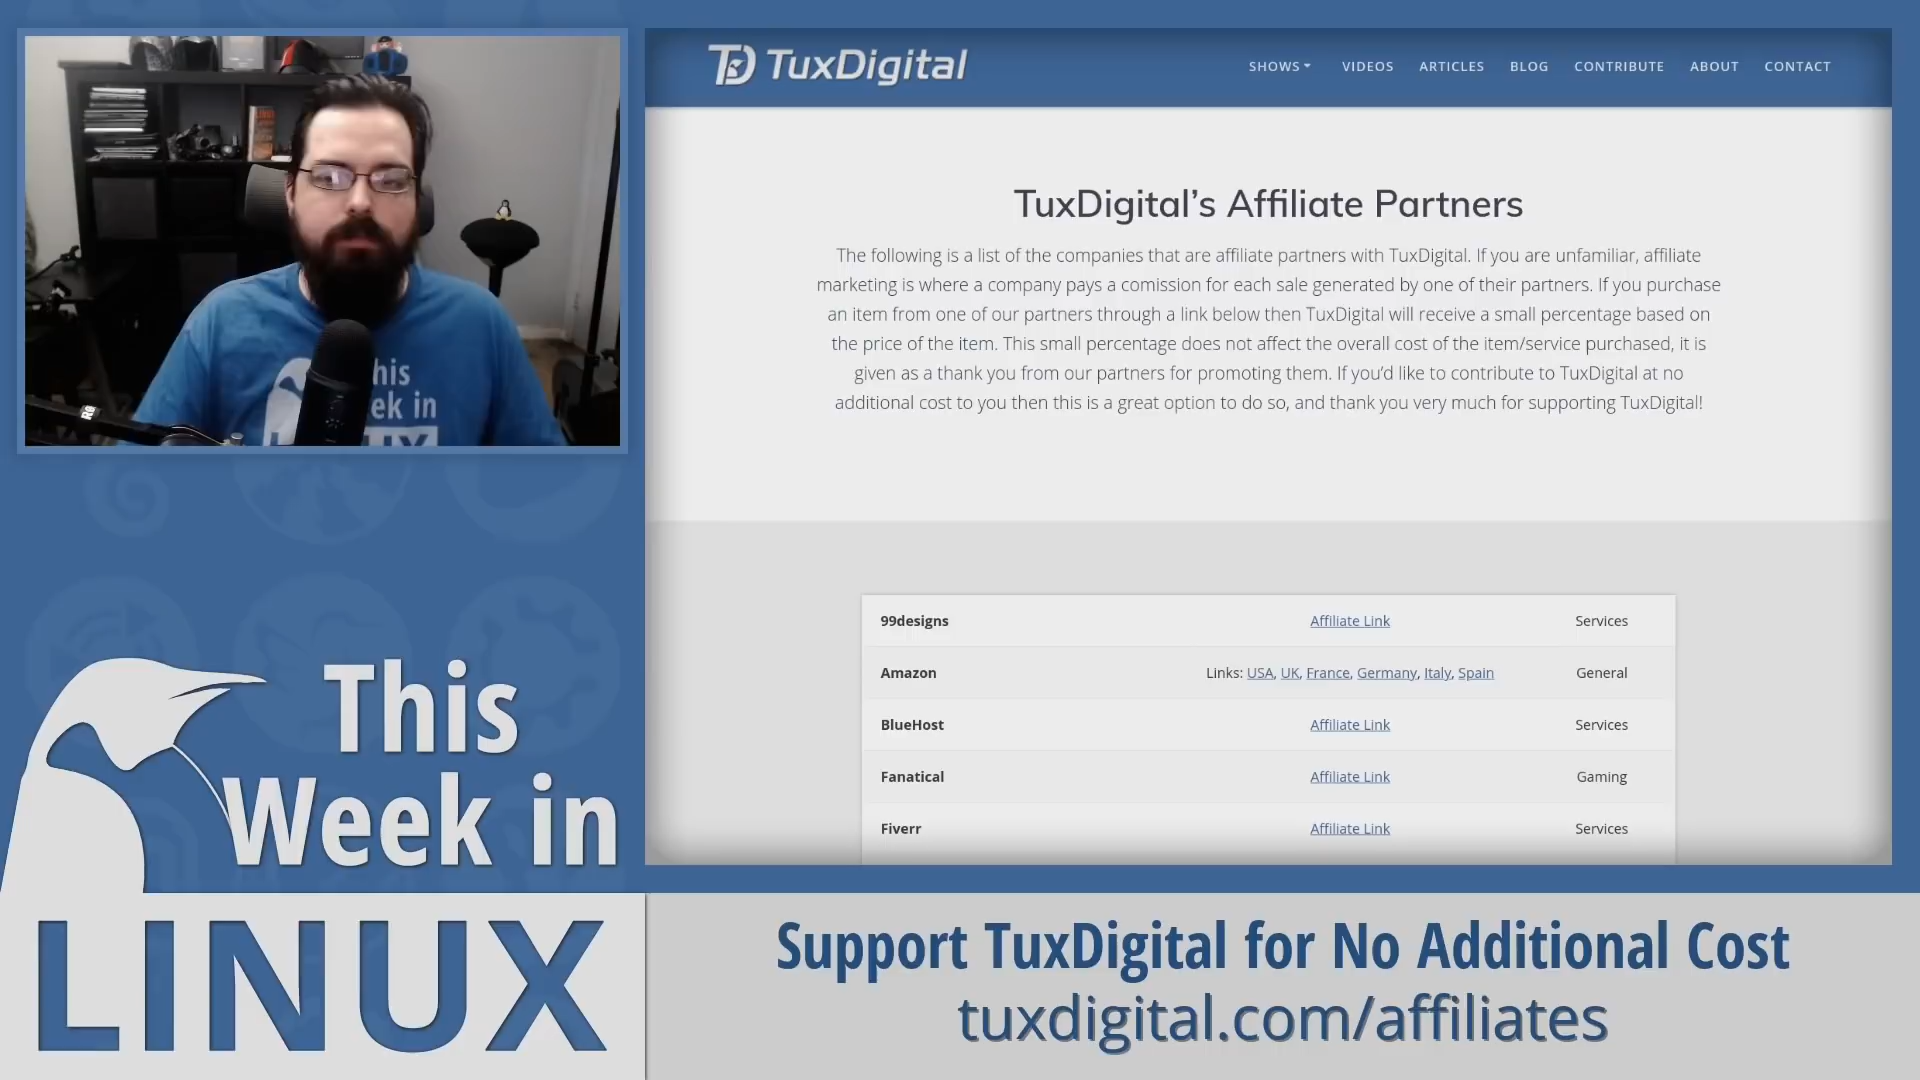 TuxDigital
SHOWS VIDEOS ARTICLES BLOG CONTRIBUTE ABOUT CONTACT
TuxDigital’s Affiliate Partners
The following is a list of the companies that are affiliate partners with TuxDigital. If you are unfamiliar, affiliate
marketing is where a company pays a comission for each sale generated by one of their partners. If you purchase
an item from one of our partners through a link below then TuxDigital will receive a small percentage based on
the price of the item. This small percentage does not affect the overall cost of the item/service purchased, it is
given as a thank you from our partners for promoting them. If you’d like to contribute to TuxDigital at no
additional cost to you then this is a great option to do so, and thank you very much for supporting TuxDigital!
99designs Affiliate Link Services
Amazon Links: USA, UK, France, Germany, Italy, Spain General
BlueHost Affiliate Link Services
Fanatical Affiliate Link Gaming
Fiverr Affiliate Link Services
This
Week in
LINUX
Support TuxDigital for No Additional Cost
tuxdigital.com/affiliates